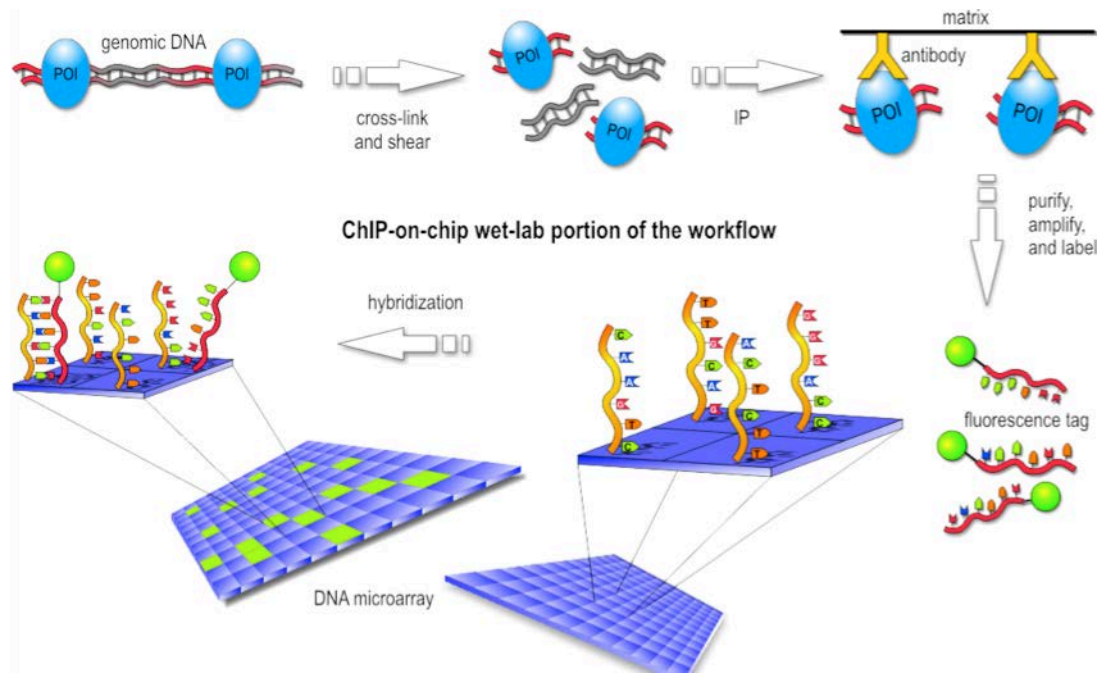 genomic DNA
POI
POI
cross-link
and shear
POI
POI
IP
matrix
antibody
POI
POI
purify,
amplify,
and label
ChIP-on-chip wet-lab portion of the workflow
hybridization
fluorescence tag
DNA microarray
C
A
A
G
T
C
T
T
G
C
A
G
C
A
C
T
C
T
G
G
G
A
C
C